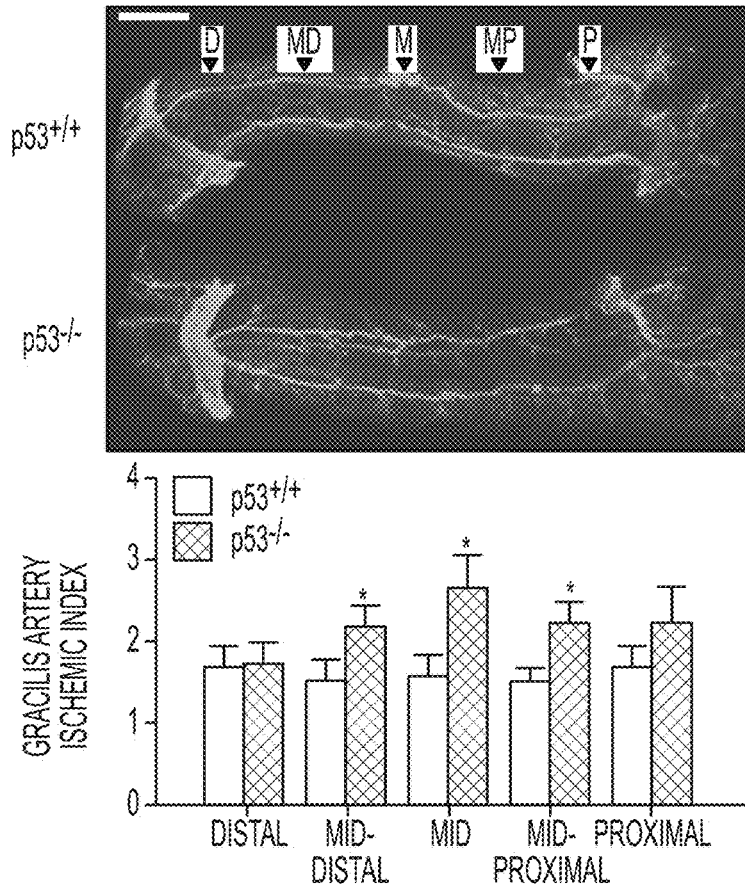 D MD M MP P
p53+/+
p53-/-
4
3
2
1
0
GRACILIS ARTERY
ISCHEMIC INDEX
p53+/+
p53-/-
* * *
DISTAL MID- MID MID- PROXIMAL
DISTAL PROXIMAL